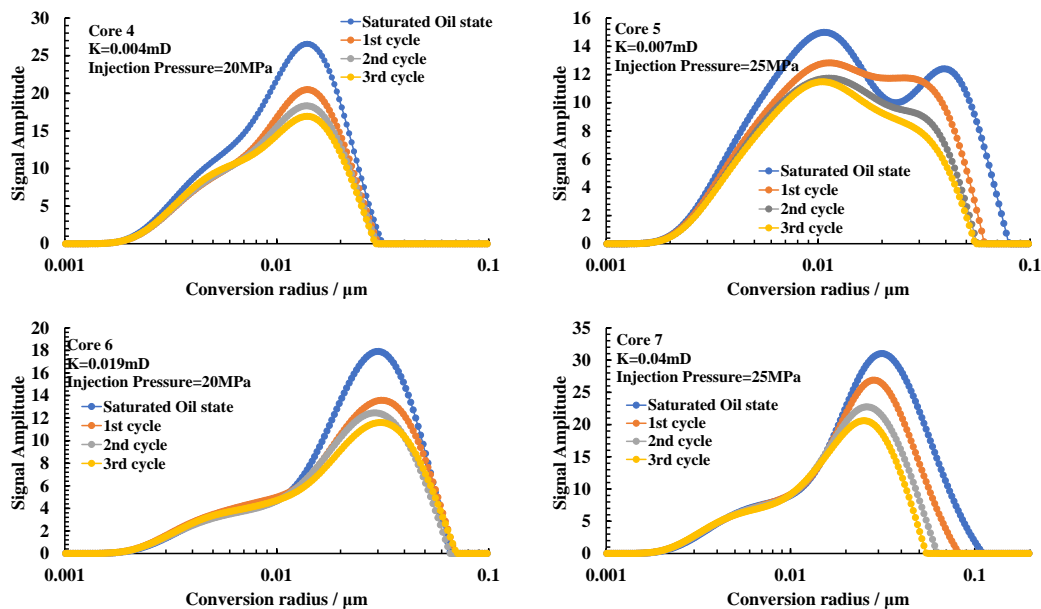 Core 4
K=0.004mD
Injection Pressure=20MPa
Saturated Oil state
1st cycle
2nd cycle
3rd cycle
Signal Amplitude
30
25
20
15
10
5
0
0.001
0.01
0.1
Conversion radius / μm
Core 5
K=0.007mD
Injection Pressure=25MPa
Saturated Oil state
1st cycle
2nd cycle
3rd cycle
Signal Amplitude
16
14
12
10
8
6
4
2
0
0.001
0.01
0.1
Conversion radius / μm
Core 6
K=0.019mD
Injection Pressure=20MPa
Saturated Oil state
1st cycle
2nd cycle
3rd cycle
Signal Amplitude
20
18
16
14
12
10
8
6
4
2
0
0.001
0.01
0.1
Conversion radius / μm
Core 7
K=0.04mD
Injection Pressure=25MPa
Saturated Oil state
1st cycle
2nd cycle
3rd cycle
Signal Amplitude
35
30
25
20
15
10
5
0
0.001
0.01
0.1
Conversion radius / μm